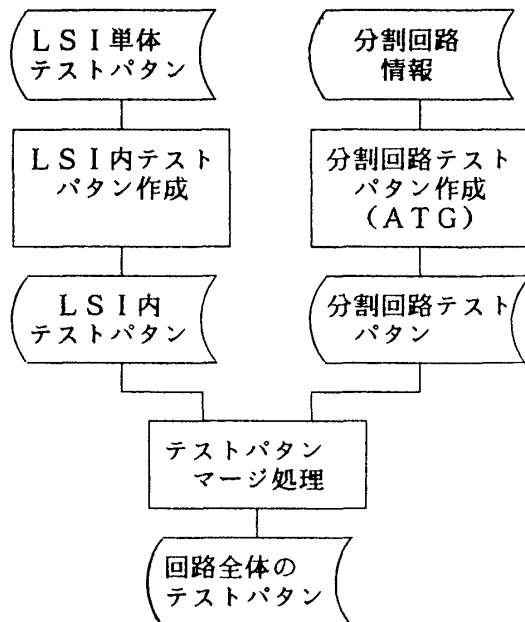 LSI単体
テストパタン
分割回路
情報
LSI内テスト
パタン作成
分割回路テスト
パタン作成
(ATG)
LSI内
テストパタン
分割回路テスト
パタン
テストパタン
マージ処理
回路全体の
テストパタン